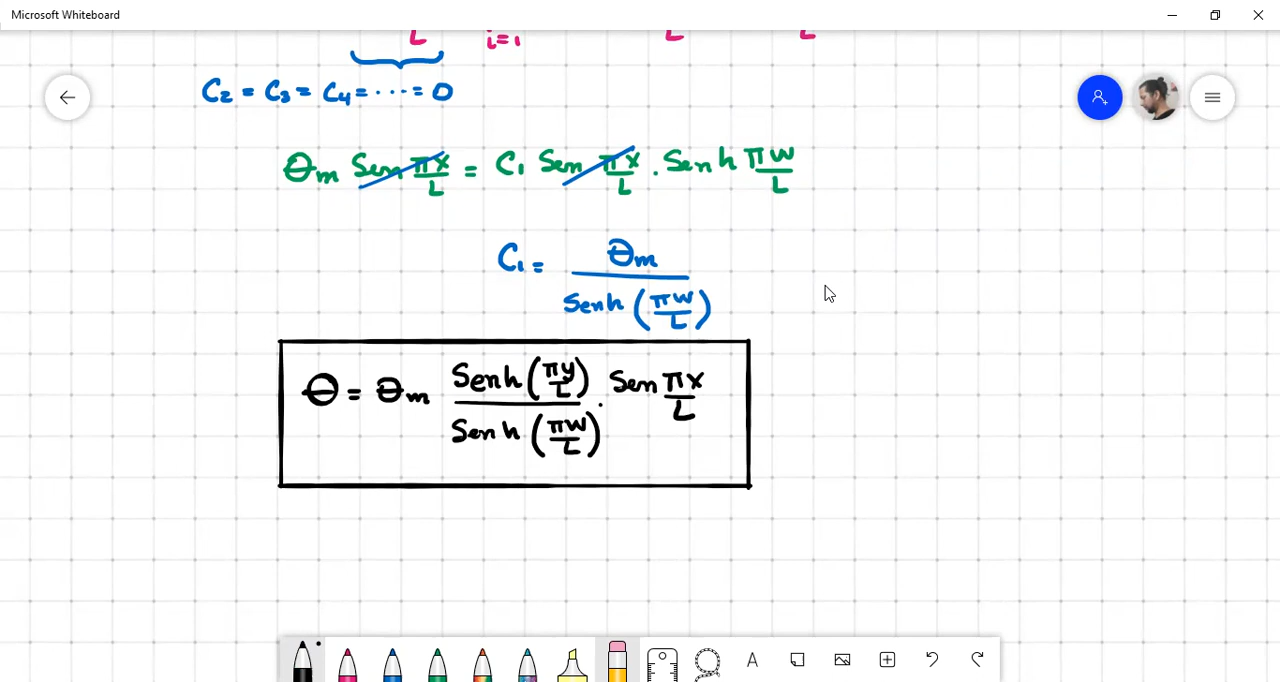 Microsoft Whiteboard
L i=1 L L
C₂ = C₃ = C₄ = ····= 0
θm Sen πx/L = C₁ Sen πx/L . Senh πw/L
C₁ = θm / Senh (πw/L)
θ = θm Senh (πy/L) / Senh (πw/L) . Sen πx/L
A